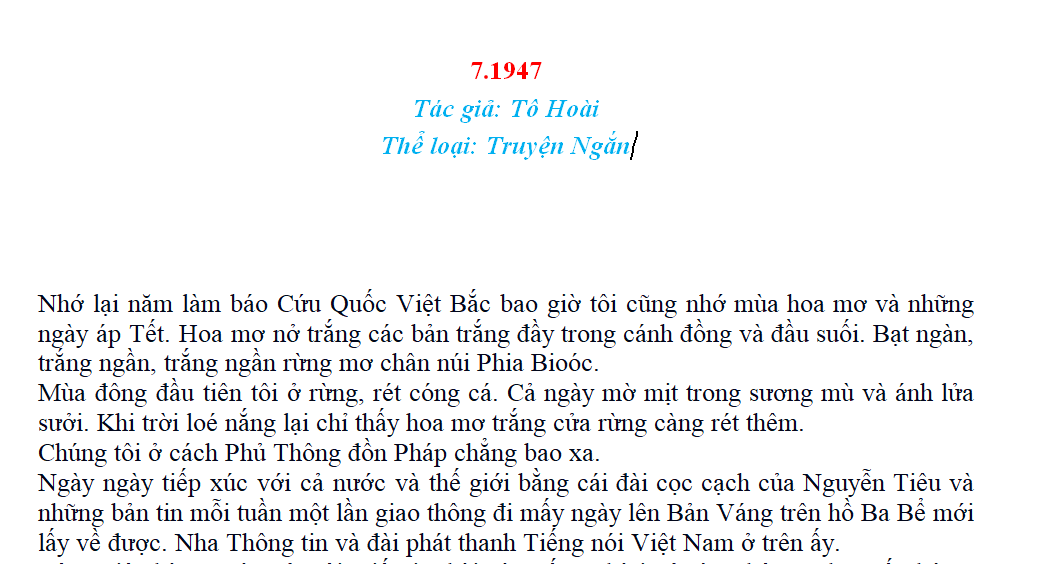 7.1947
Tác giả: Tô Hoài
Thể loại: Truyện Ngắn
Nhớ lại năm làm báo Cứu Quốc Việt Bắc bao giờ tôi cũng nhớ mùa hoa mơ và những
ngày áp Tết. Hoa mơ nở trắng các bản trắng đầy trong cánh đồng và đầu suối. Bạt ngàn,
trắng ngần, trắng ngần rừng mơ chân núi Phia Bioóc.
Mùa đông đầu tiên tôi ở rừng, rét cóng cá. Cả ngày mờ mịt trong sương mù và ánh lửa
sưởi. Khi trời loé nắng lại chỉ thấy hoa mơ trắng cửa rừng càng rét thêm.
Chúng tôi ở cách Phủ Thông đồn Pháp chẳng bao xa.
Ngày ngày tiếp xúc với cả nước và thế giới bằng cái đài cọc cạch của Nguyễn Tiêu và
những bản tin mỗi tuần một lần giao thông đi mấy ngày lên Bản Váng trên hồ Ba Bể mới
lấy về được. Nha Thông tin và đài phát thanh Tiếng nói Việt Nam ở trên ấy.